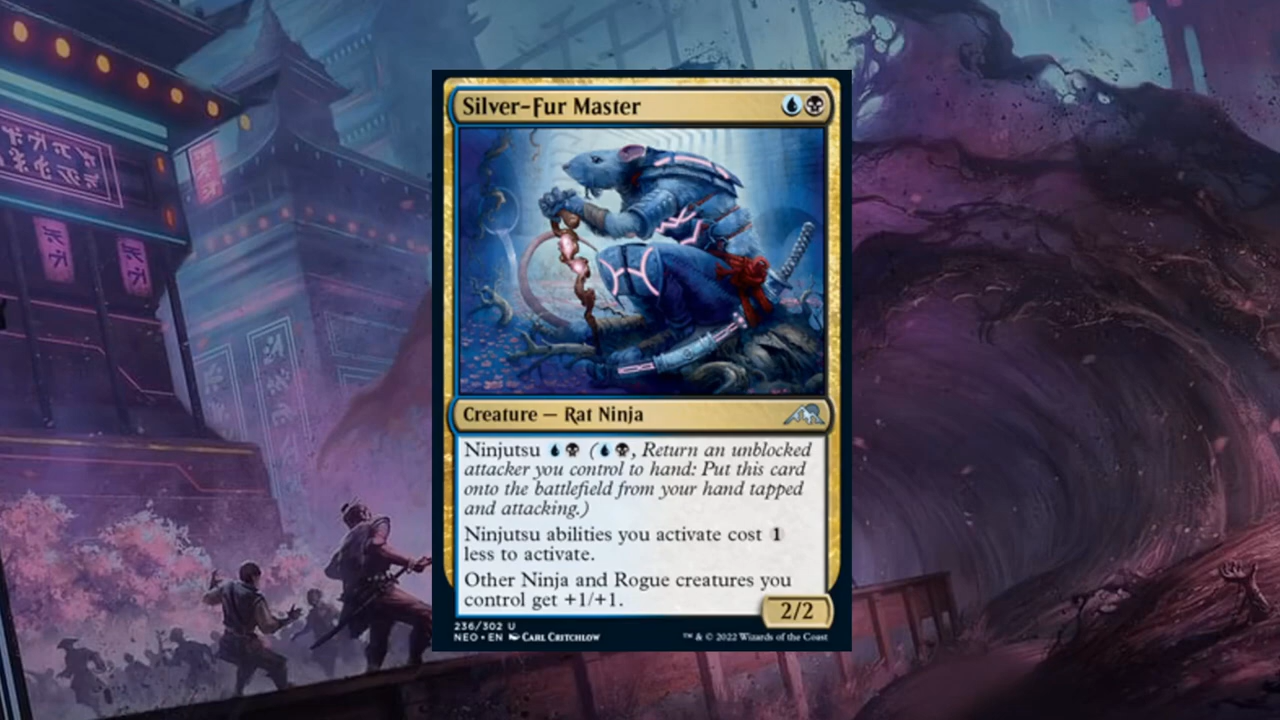 Silver-Fur Master
Creature — Rat Ninja
Ninjutsu (, Return an unblocked
attacker you control to hand: Put this card
onto the battlefield from your hand tapped
and attacking.)
Ninjutsu abilities you activate cost 1
less to activate.
Other Ninja and Rogue creatures you
control get +1/+1.
2/2
236/302 U
NEO • EN Carl Critchlow
™ & © 2022 Wizards of the Coast